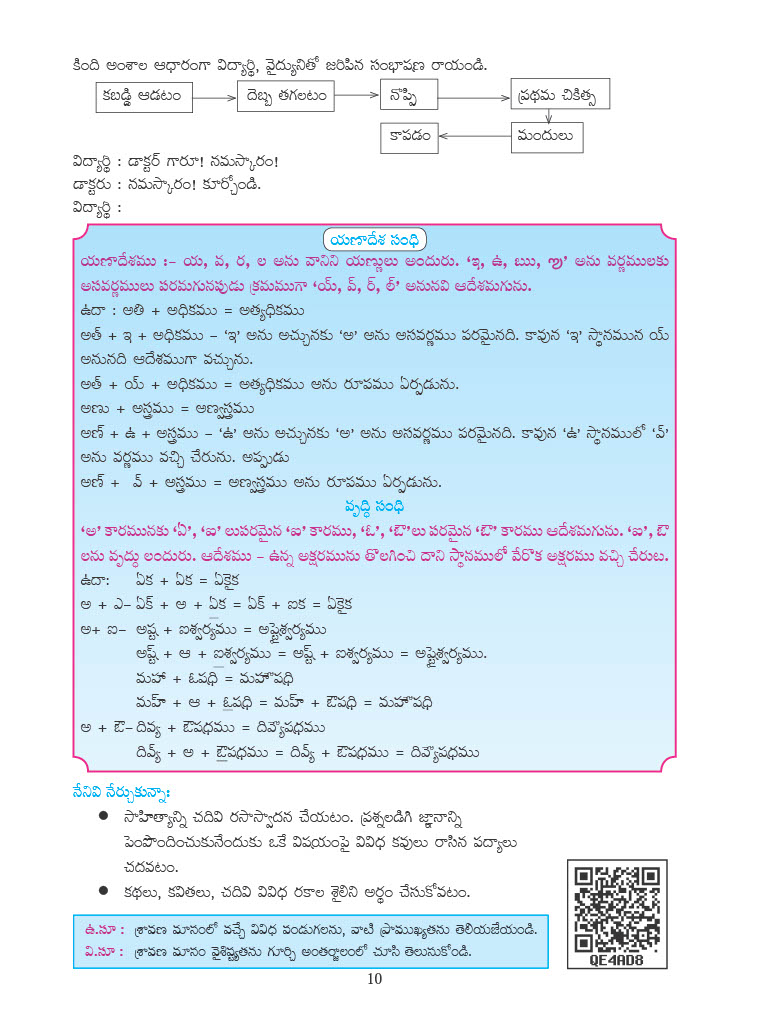 కింది అంశాల ఆధారంగా విద్యార్థి, వైద్యునితో జరిపిన సంభాషణ రాయండి.
కబడ్డి ఆడటం
దెబ్బ తగలటం
నొప్పి
ప్రథమ చికిత్స
కాపడం
మందులు
విద్యార్థి : డాక్టర్ గారూ! నమస్కారం!
డాక్టరు : నమస్కారం! కూర్చోండి.
విద్యార్థి :
యణాదేశ సంధి
యణాదేశము :– య, వ, ర, ల అను వానిని యణ్ణులు అందురు. ‘ఇ, ఉ, ఋ, ఌ’ అను వర్ణములకు
అసవర్ణములు పరమగునపుడు క్రమముగా ‘య్, వ్, ర్, ల్’ అనునవి ఆదేశమగును.
ఉదా : అతి + అధికము = అత్యధికము
అత్ + ఇ + అధికము – ‘ఇ’ అను అచ్చునకు ‘అ’ అను అసవర్ణము పరమైనది. కావున ‘ఇ’ స్థానమున య్
అనునది ఆదేశముగా వచ్చును.
అత్ + య్ + అధికము = అత్యధికము అను రూపము ఏర్పడును.
అణు + అస్త్రము = అణ్వస్త్రము
అణ్ + ఉ + అస్త్రము – ‘ఉ’ అను అచ్చునకు ‘అ’ అను అసవర్ణము పరమైనది. కావున ‘ఉ’ స్థానములో ‘వ్’
అను వర్ణము వచ్చి చేరును. అప్పుడు
అణ్ + వ్ + అస్త్రము = అణ్వస్త్రము అను రూపము ఏర్పడును.
వృద్ధి సంధి
‘అ’ కారమునకు ‘ఏ’, ‘ఐ’ లుపరమైన ‘ఐ’ కారము, ‘ఓ’, ‘ఔ’లు పరమైన ‘ఔ’ కారము ఆదేశమగును. ‘ఐ’, ఔ
లను వృద్ధు లందురు. ఆదేశము – ఉన్న అక్షరమును తొలగించి దాని స్థానములో వేరొక అక్షరము వచ్చి చేరుట.
ఉదా: ఏక + ఏక = ఏకైక
అ + ఎ– ఏక్ + అ + ఏక = ఏక్ + ఐక = ఏకైక
అ+ ఐ– అష్ట + ఐశ్వర్యము = అష్టైశ్వర్యము
అష్ట్ + ఆ + ఐశ్వర్యము = అష్ట్ + ఐశ్వర్యము = అష్టైశ్వర్యము.
మహా + ఓషధి = మహౌషధి
మహ్ + ఆ + ఓషధి = మహ్ + ఔషధి = మహౌషధి
అ + ఔ– దివ్య + ఔషధము = దివ్యౌషధము
దివ్య్ + అ + ఔషధము = దివ్య్ + ఔషధము = దివ్యౌషధము
నేనివి నేర్చుకున్నా:
● సాహిత్యాన్ని చదివి రసాస్వాదన చేయటం. ప్రశ్నలడిగి జ్ఞానాన్ని
పెంపొందించుకునేందుకు ఒకే విషయంపై వివిధ కవులు రాసిన పద్యాలు
చదవటం.
● కథలు, కవితలు, చదివి వివిధ రకాల శైలిని అర్థం చేసుకోవటం.
ఉ.సూ : శ్రావణ మాసంలో వచ్చే వివిధ పండుగలను, వాటి ప్రాముఖ్యతను తెలియజేయండి.
వి.సూ : శ్రావణ మాసం వైశిష్ట్యతను గూర్చి అంతర్జాలంలో చూసి తెలుసుకోండి.
QE4AD8
10